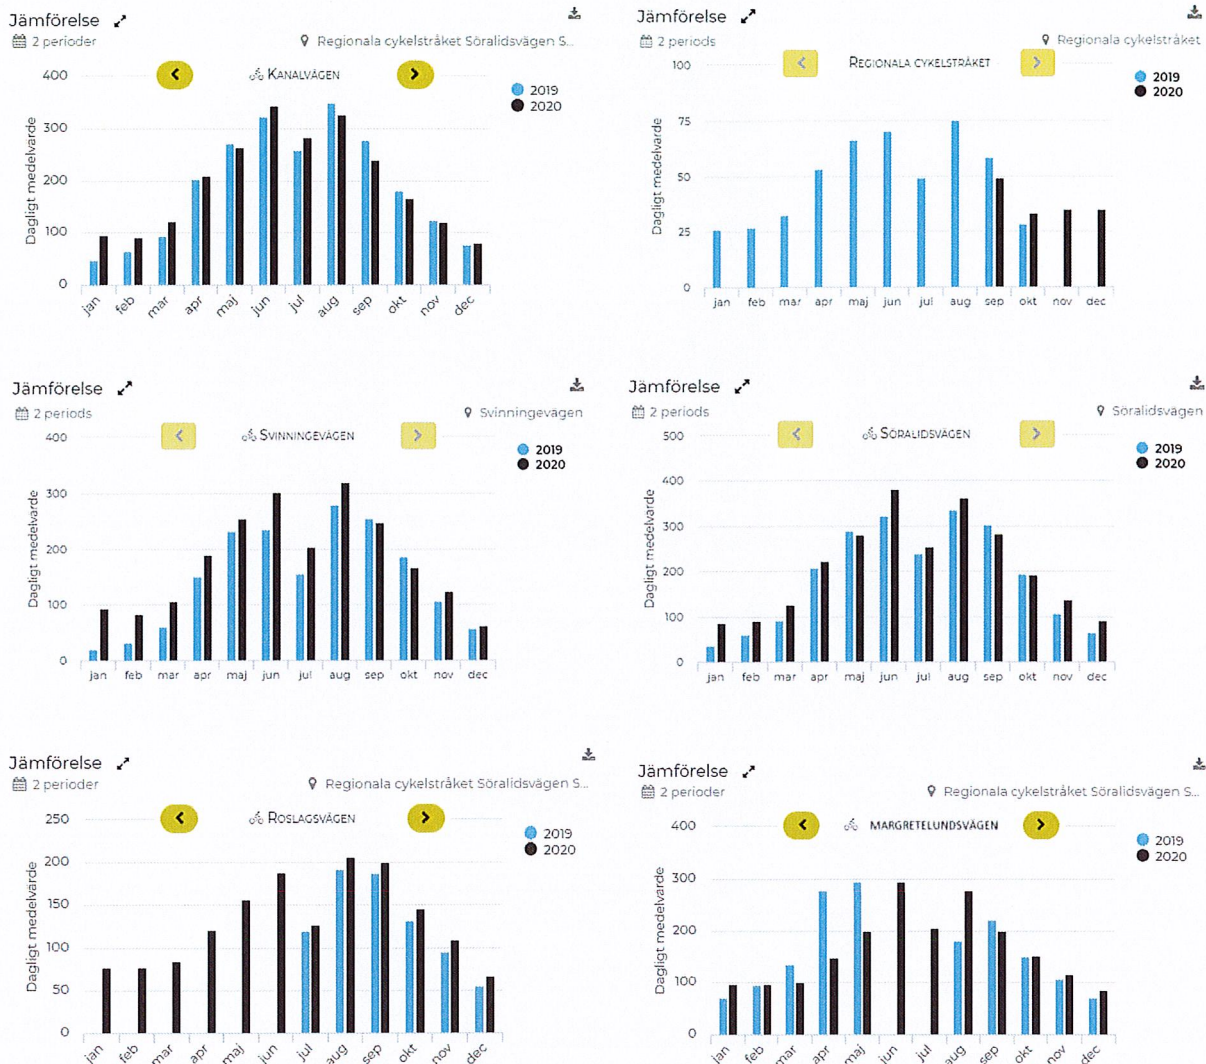 Jämförelse
2 perioder
Regionala cykelstråket Söralidsvägen S...
KANALVÄGEN
2019
2020
Dagligt medelvarde
400
300
200
100
0
jan feb mar apr maj jun jul aug sep okt nov dec
Jämförelse
2 periods
Regionala cykelstråket
REGIONALA CYKELSTRÅKET
2019
2020
Dagligt medelvarde
100
75
50
25
0
jan feb mar apr maj jun jul aug sep okt nov dec
Jämförelse
2 periods
Svinningevägen
SVINNINGEVÄGEN
2019
2020
Dagligt medelvarde
400
300
200
100
0
jan feb mar apr maj jun jul aug sep okt nov dec
Jämförelse
2 periods
Söralidsvägen
SÖRALIDSVÄGEN
2019
2020
Dagligt medelvarde
500
400
300
200
100
0
jan feb mar apr maj jun jul aug sep okt nov dec
Jämförelse
2 perioder
Regionala cykelstråket Söralidsvägen S...
ROSLAGSVÄGEN
2019
2020
Dagligt medelvarde
250
200
150
100
50
0
jan feb mar apr maj jun jul aug sep okt nov dec
Jämförelse
2 perioder
Regionala cykelstråket Söralidsvägen S...
MARGRETELUNDSVÄGEN
2019
2020
Dagligt medelvarde
400
300
200
100
0
jan feb mar apr maj jun jul aug sep okt nov dec